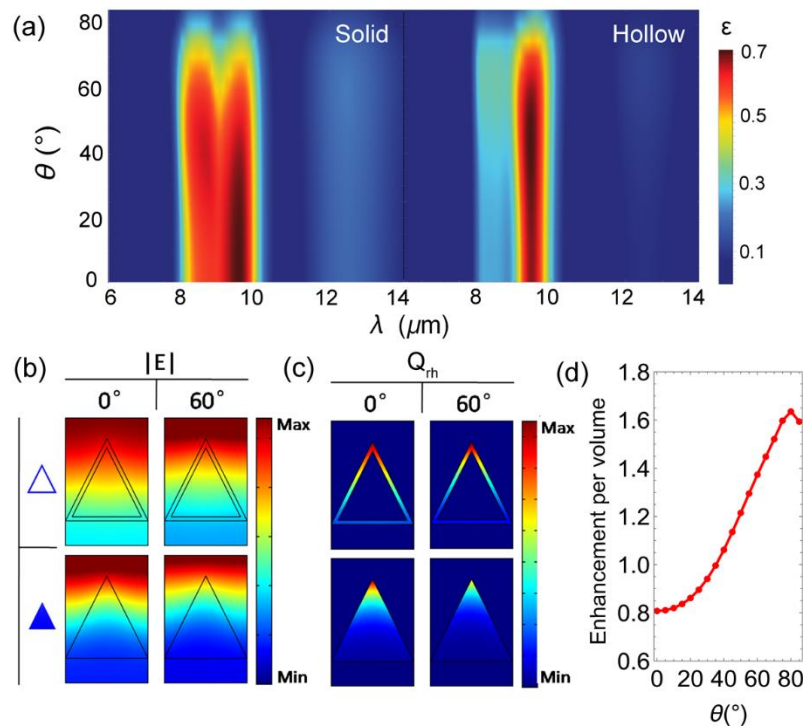 (a)
Solid
Hollow
ε
80
60
40
20
0
θ (°)
0.7
0.5
0.3
0.1
6
8
10
12
14
8
10
12
14
λ (μm)
(b)
|E|
0°
60°
Max
Min
(c)
Qrh
0°
60°
Max
Min
(d)
Enhancement per volume
1.8
1.6
1.4
1.2
1.0
0.8
0.6
0
20
40
60
80
θ(°)